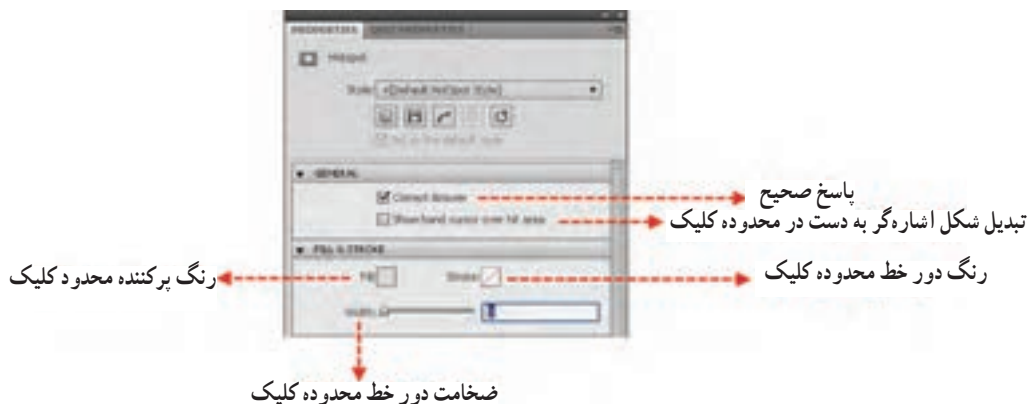 PROPERTIES QUIZ PROPERTIES
Hotspot
Style +[Default Hotspot Style]
GENERAL
Correct Answer
پاسخ صحیح
Show hand cursor over hit area
تبدیل شکل اشاره‌گر به دست در محدوده کلیک
FILL & STROKE
رنگ پرکننده محدود کلیک
Fill
Stroke
رنگ دور خط محدوده کلیک
Width
ضخامت دور خط محدوده کلیک